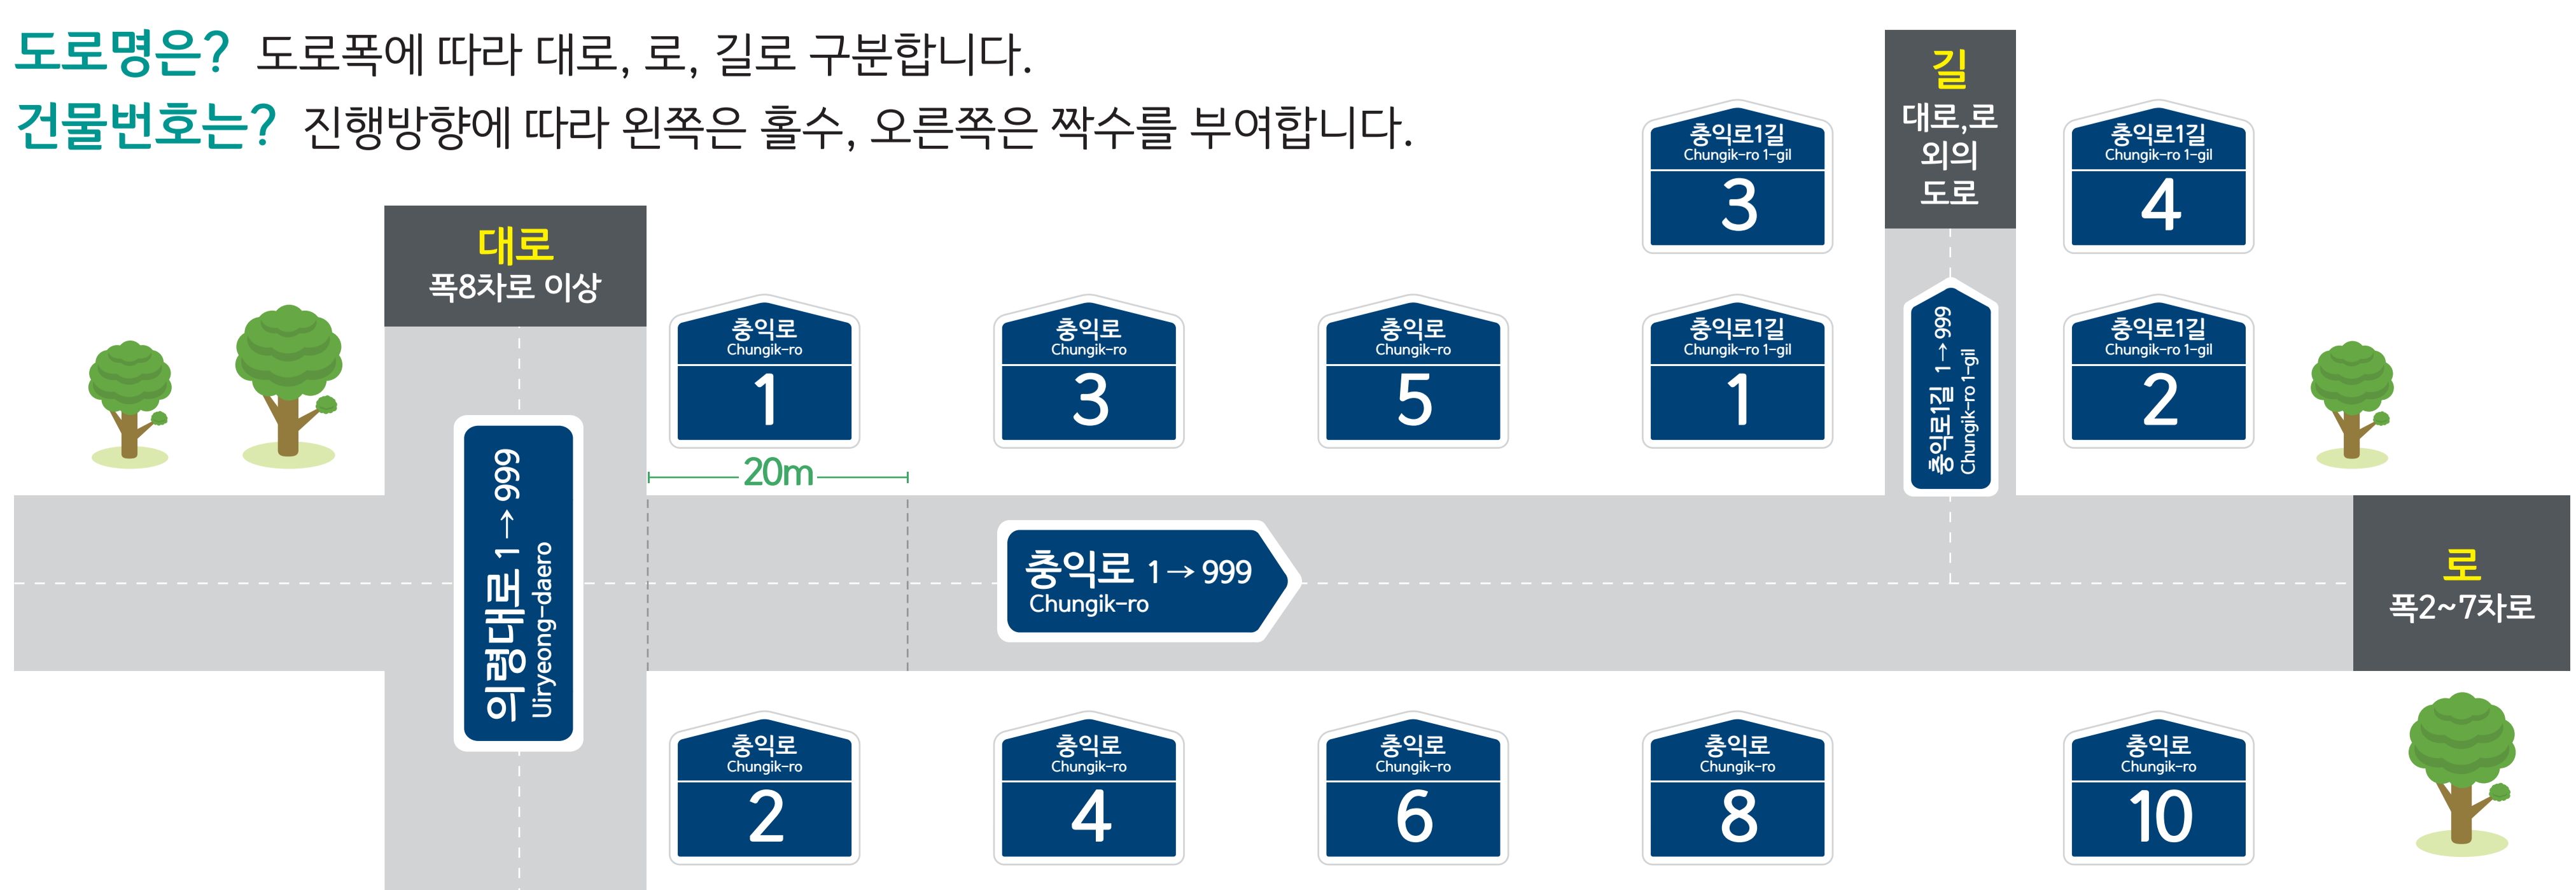 도로명은? 도로폭에 따라 대로, 로, 길로 구분합니다.
건물번호는? 진행방향에 따라 왼쪽은 홀수, 오른쪽은 짝수를 부여합니다.
대로
폭8차로 이상
길
대로,로
외의
도로
충익로1길
Chungik-ro 1-gil
3
충익로1길
Chungik-ro 1-gil
4
충익로
Chungik-ro
1
충익로
Chungik-ro
3
충익로
Chungik-ro
5
충익로1길
Chungik-ro 1-gil
1
충익로1길 1→999
Chungik-ro 1-gil
충익로1길
Chungik-ro 1-gil
2
20m
의령대로 1→999
Uiryeong-daero
충익로 1→999
Chungik-ro
로
폭2~7차로
충익로
Chungik-ro
2
충익로
Chungik-ro
4
충익로
Chungik-ro
6
충익로
Chungik-ro
8
충익로
Chungik-ro
10